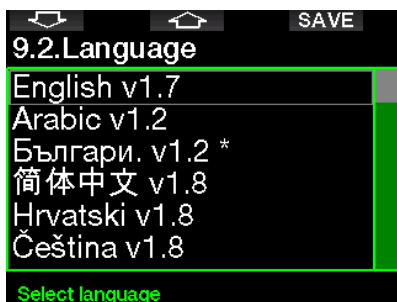 SAVE
9.2.Language
English v1.7
Arabic v1.2
Българи. v1.2 *
简体中文 v1.8
Hrvatski v1.8
Čeština v1.8
Select language